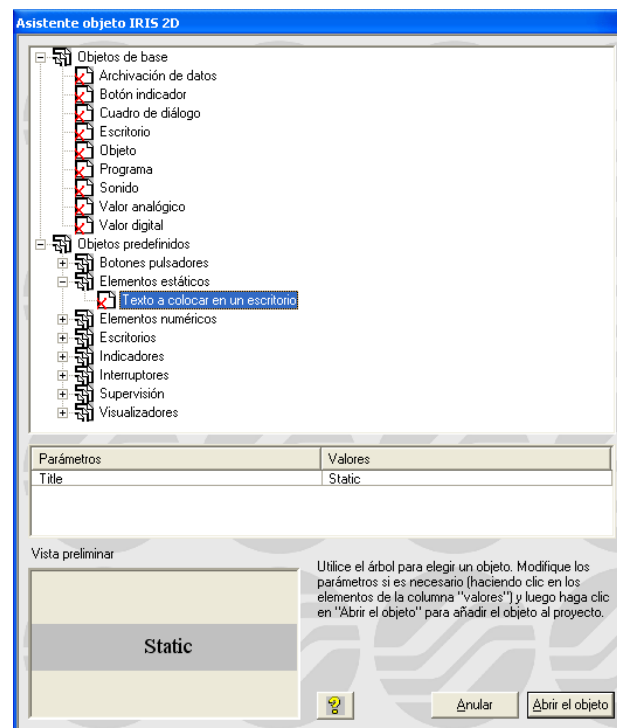 Asistente objeto IRIS 2D
Objetos de base
Archivación de datos
Botón indicador
Cuadro de diálogo
Escritorio
Objeto
Programa
Sonido
Valor analógico
Valor digital
Objetos predefinidos
Botones pulsadores
Elementos estáticos
Texto a colocar en un escritorio
Elementos numéricos
Escritorios
Indicadores
Interruptores
Supervisión
Visualizadores
Parámetros Valores
Title Static
Vista preliminar
Utilice el árbol para elegir un objeto. Modifique los
parámetros si es necesario (haciendo clic en los
elementos de la columna "valores") y luego haga clic
en "Abrir el objeto" para añadir el objeto al proyecto.
Static
? Anular Abrir el objeto